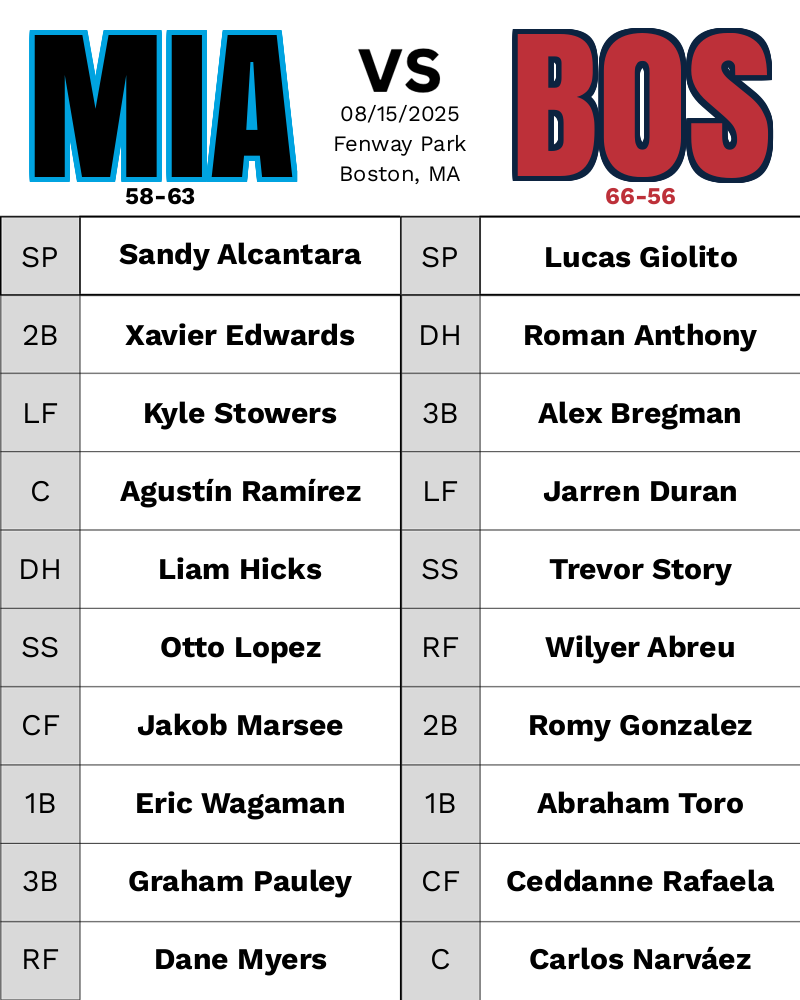 MIA
VS
BOS
08/15/2025
Fenway Park
Boston, MA
58-63
66-56
SP Sandy Alcantara SP Lucas Giolito
2B Xavier Edwards DH Roman Anthony
LF Kyle Stowers 3B Alex Bregman
C Agustín Ramírez LF Jarren Duran
DH Liam Hicks SS Trevor Story
SS Otto Lopez RF Wilyer Abreu
CF Jakob Marsee 2B Romy Gonzalez
1B Eric Wagaman 1B Abraham Toro
3B Graham Pauley CF Ceddanne Rafaela
RF Dane Myers C Carlos Narváez